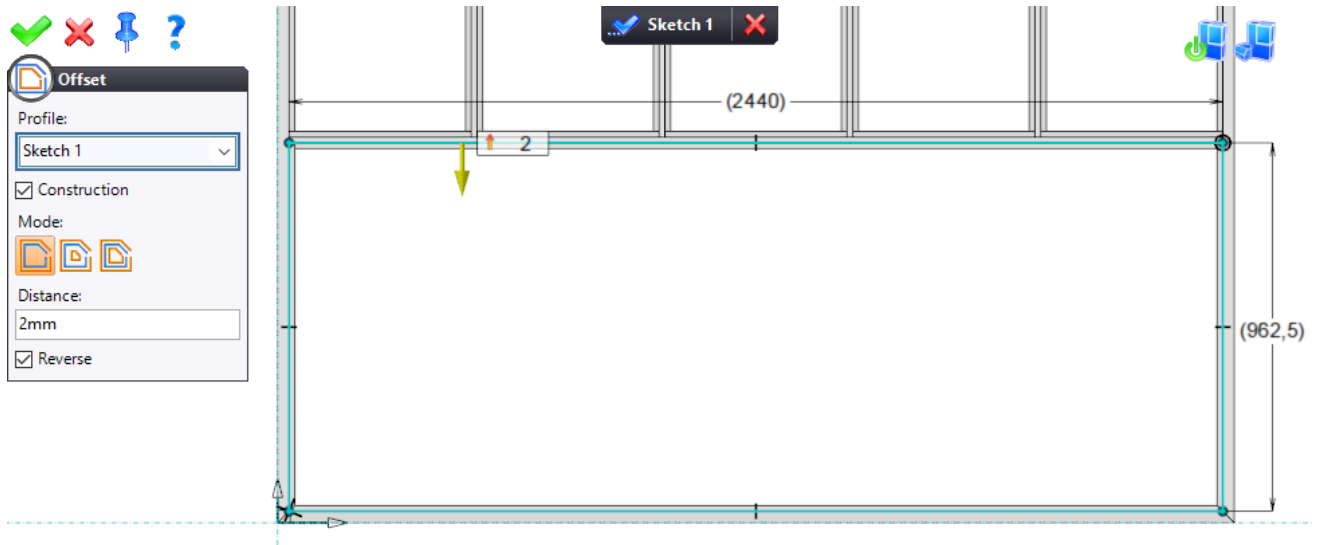 Sketch 1
Offset
Profile:
Sketch 1
Construction
Mode:
Distance:
2mm
Reverse
(2440)
2
(962,5)